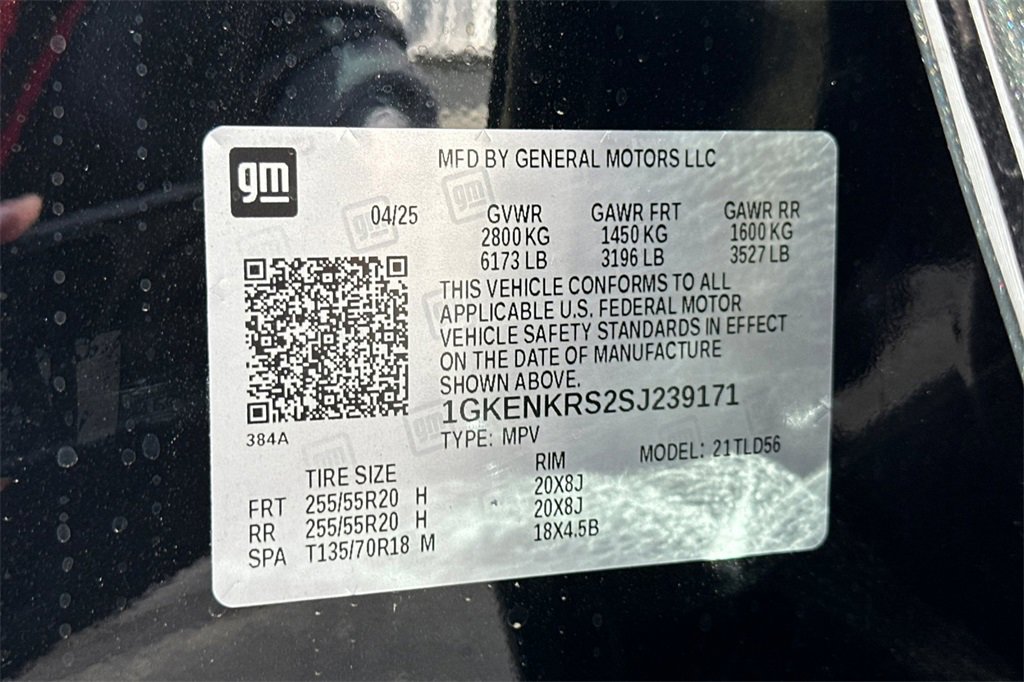 gm
MFD BY GENERAL MOTORS LLC
04/25 GVWR GAWR FRT GAWR RR
2800 KG 1450 KG 1600 KG
6173 LB 3196 LB 3527 LB
THIS VEHICLE CONFORMS TO ALL
APPLICABLE U.S. FEDERAL MOTOR
VEHICLE SAFETY STANDARDS IN EFFECT
ON THE DATE OF MANUFACTURE
SHOWN ABOVE.
1GKENKRS2SJ239171
384A
TYPE: MPV
MODEL: 21TLD56
TIRE SIZE RIM
FRT 255/55R20 H 20X8J
RR 255/55R20 H 20X8J
SPA T135/70R18 M 18X4.5B